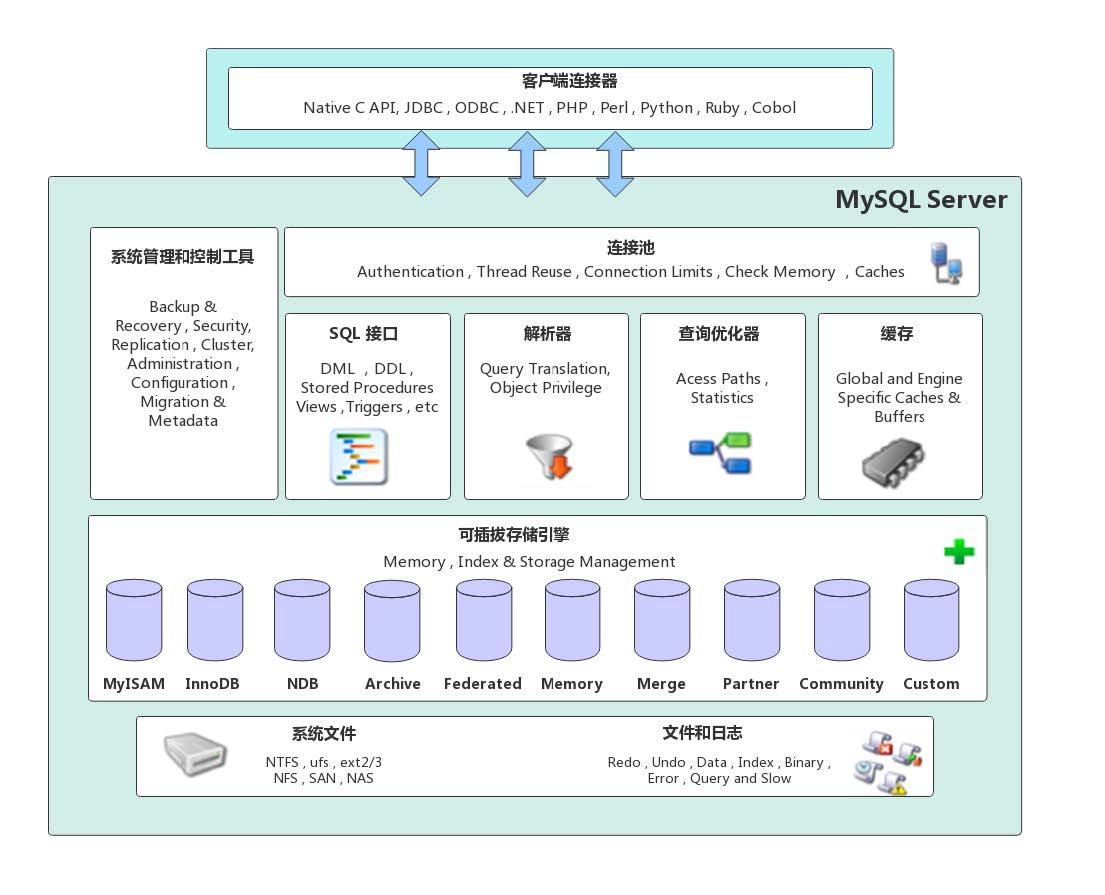 客户端连接器
Native C API, JDBC , ODBC , .NET , PHP , Perl , Python , Ruby , Cobol
MySQL Server
系统管理和控制工具
Backup &
Recovery , Security,
Replication , Cluster,
Administration ,
Configuration ,
Migration &
Metadata
连接池
Authentication , Thread Reuse , Connection Limits , Check Memory , Caches
SQL 接口
DML , DDL ,
Stored Procedures
Views ,Triggers , etc
解析器
Query Translation,
Object Privilege
查询优化器
Acess Paths ,
Statistics
缓存
Global and Engine
Specific Caches &
Buffers
可插拔存储引擎
Memory , Index & Storage Management
MyISAM
InnoDB
NDB
Archive
Federated
Memory
Merge
Partner
Community
Custom
系统文件
NTFS , ufs , ext2/3
NFS , SAN , NAS
文件和日志
Redo , Undo , Data , Index , Binary ,
Error , Query and Slow